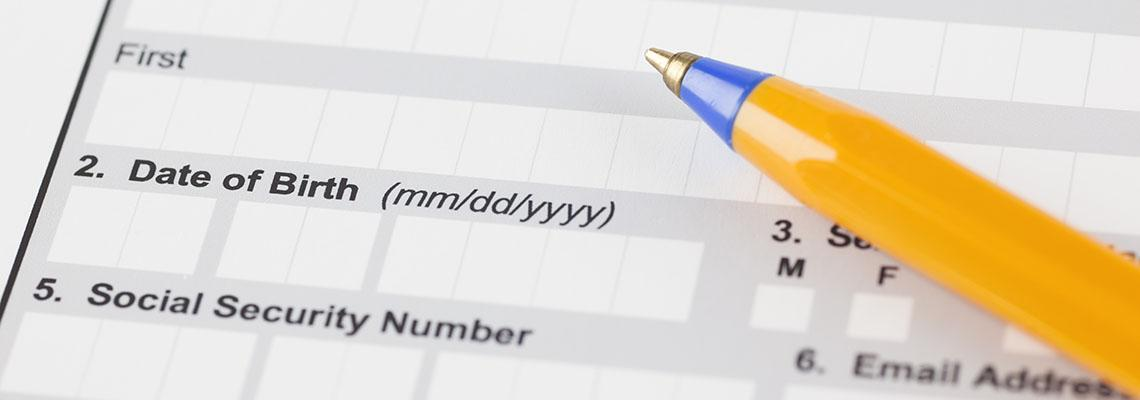 First
2. Date of Birth (mm/dd/yyyy)
3.
M F
5. Social Security Number
6. Email Address